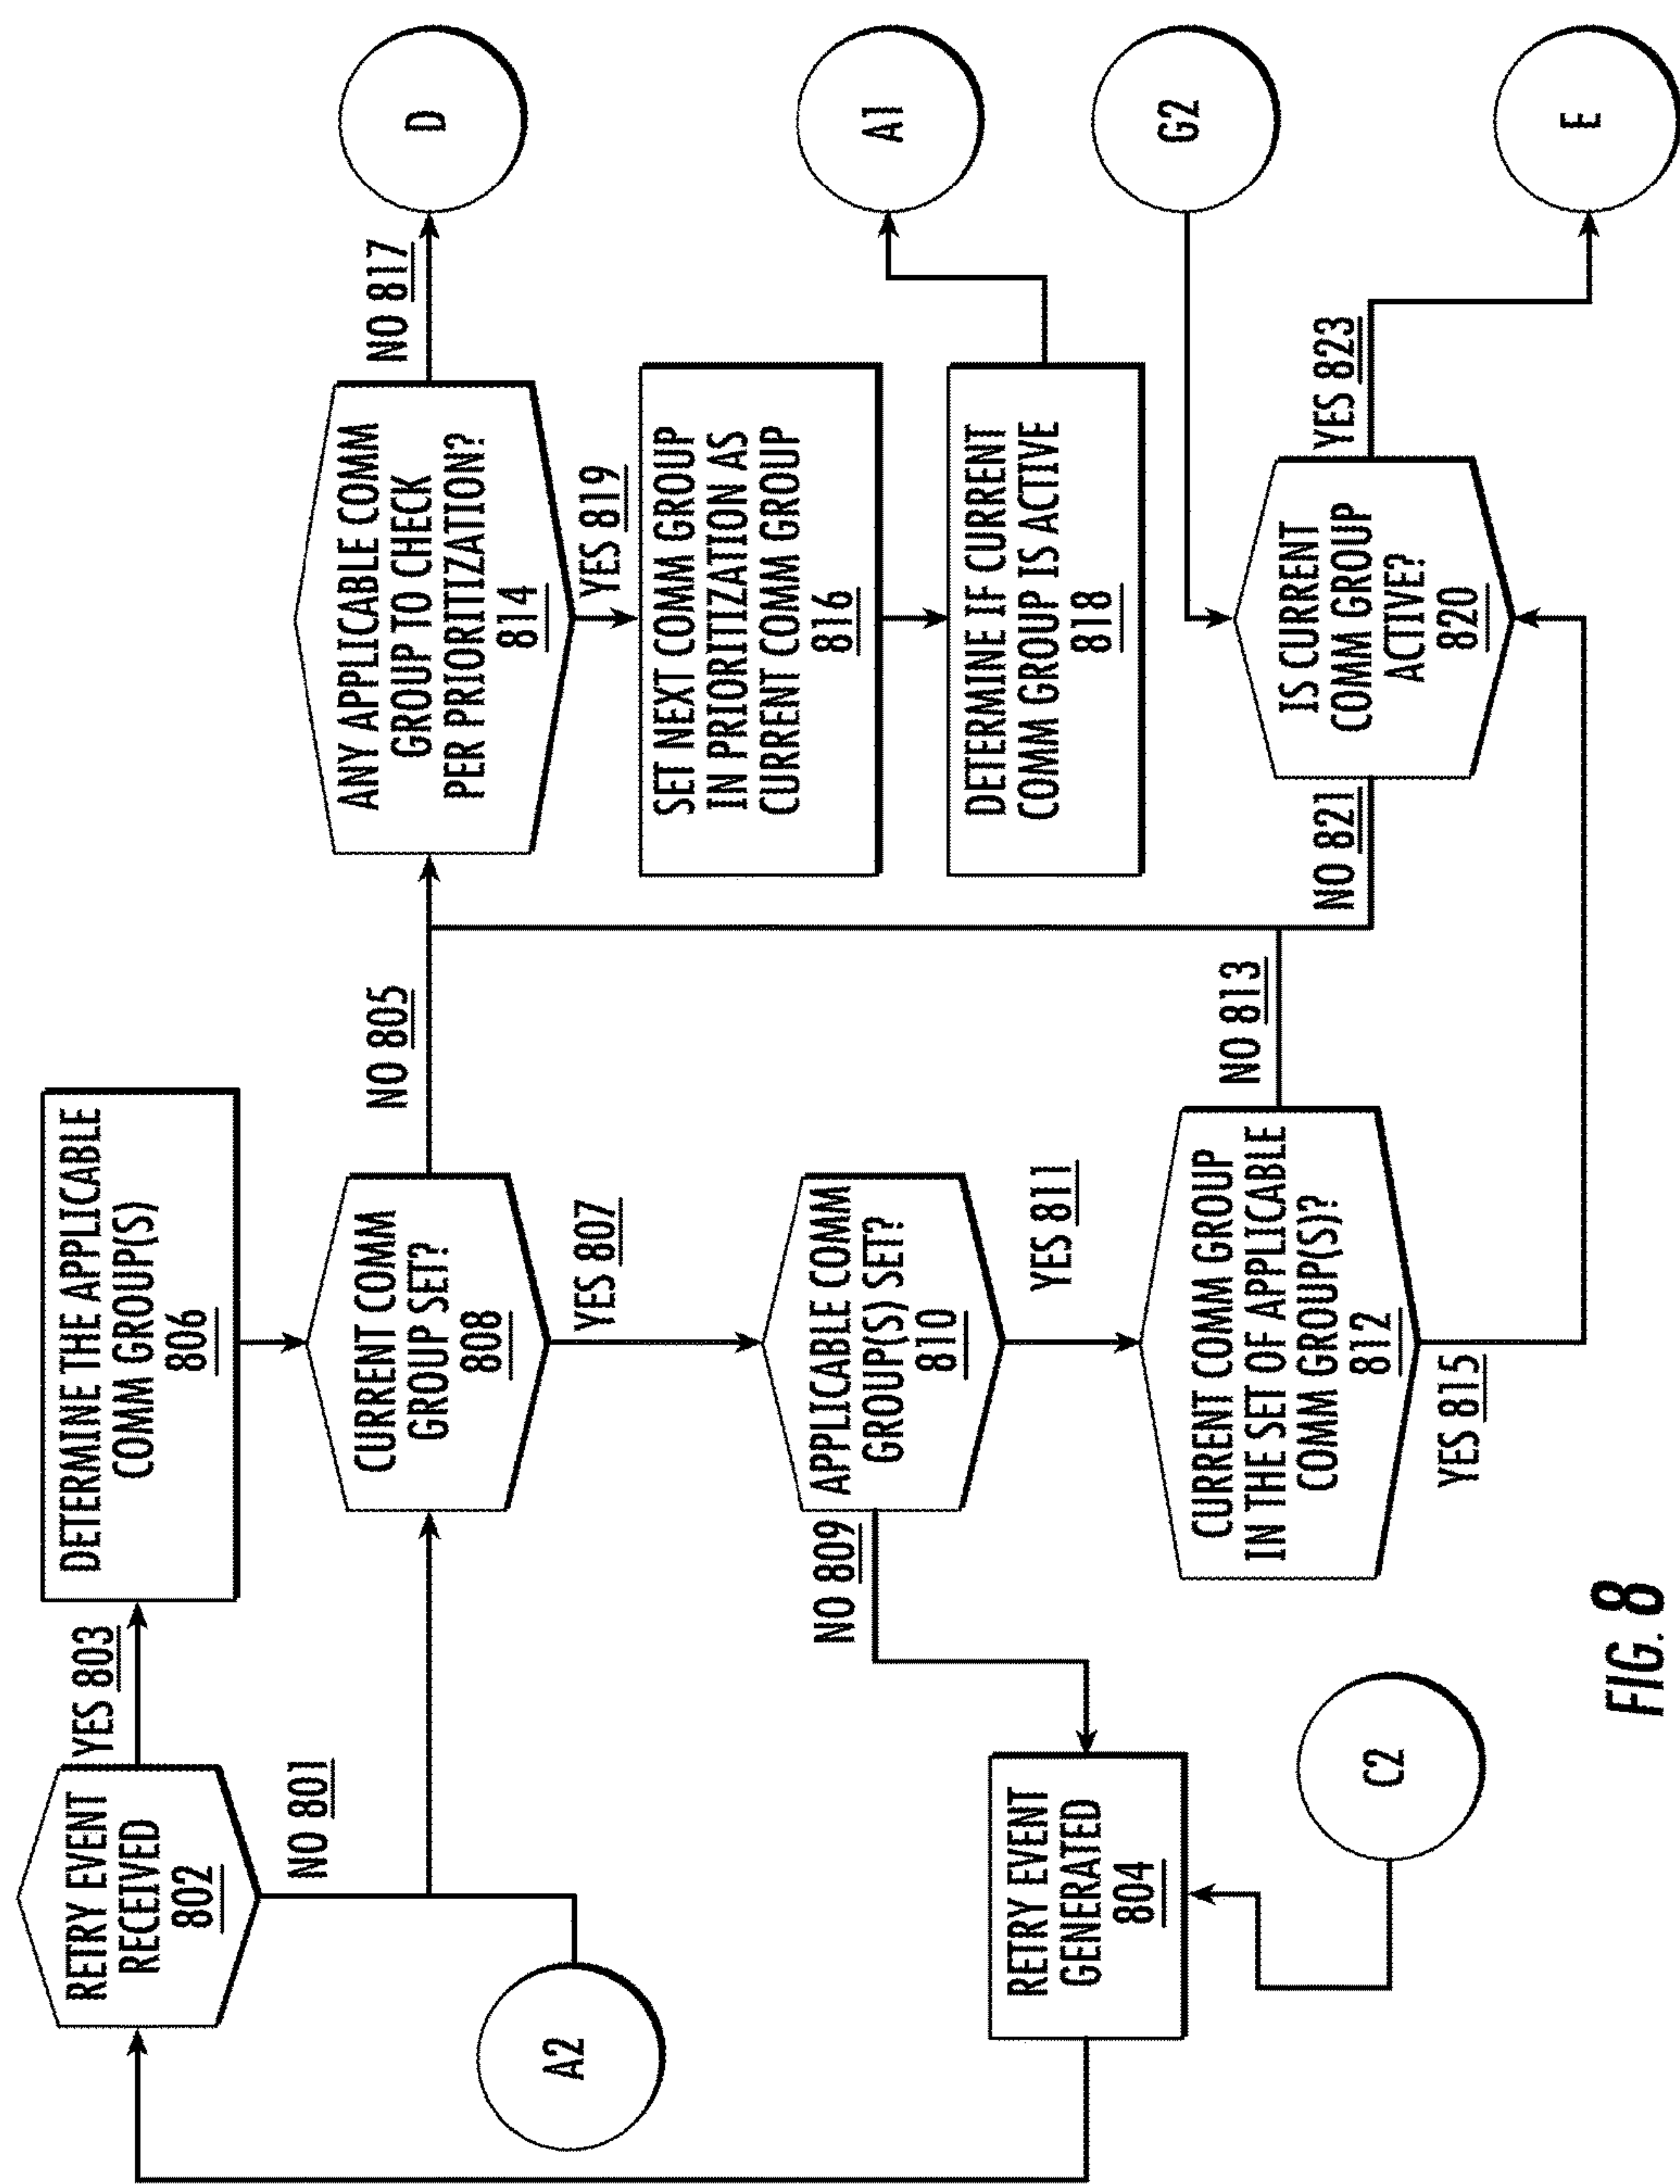 RETRY EVENT
RECEIVED
802
YES 803
NO 801
DETERMINE THE APPLICABLE
COMM GROUP(S)
806
A2
CURRENT COMM
GROUP SET?
808
NO 805
YES 807
ANY APPLICABLE COMM
GROUP TO CHECK
PER PRIORITIZATION?
814
NO 817
D
YES 819
SET NEXT COMM GROUP
IN PRIORITIZATION AS
CURRENT COMM GROUP
816
NO 809
APPLICABLE COMM
GROUP(S) SET?
810
YES 811
A1
DETERMINE IF CURRENT
COMM GROUP IS ACTIVE
818
RETRY EVENT
GENERATED
804
CURRENT COMM GROUP
IN THE SET OF APPLICABLE
COMM GROUP(S)?
812
NO 813
YES 815
G2
NO 821
IS CURRENT
COMM GROUP
ACTIVE?
820
YES 823
C2
E
FIG. 8